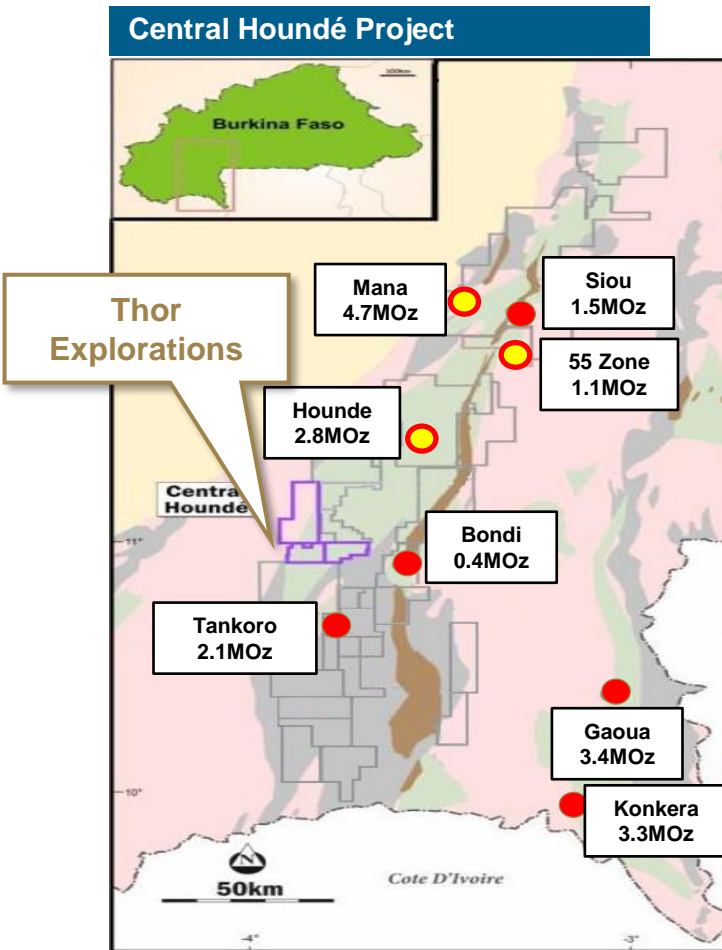 Central Houndé Project
100km
Burkina Faso
Mana
4.7MOz
Siou
1.5MOz
Thor
Explorations
55 Zone
1.1MOz
Hounde
2.8MOz
Central
Houndé
11°
Bondi
0.4MOz
Tankoro
2.1MOz
Gaoua
3.4MOz
10°
Konkera
3.3MOz
N
50km
Cote D'Ivoire
-4°
-3°